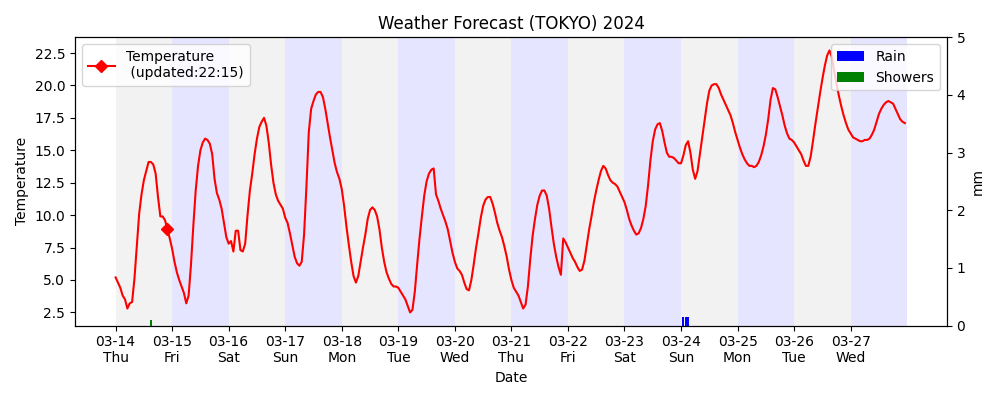 Weather Forecast (TOKYO) 2024
Temperature
(updated:22:15)
Rain
Showers
Temperature
22.5
20.0
17.5
15.0
12.5
10.0
7.5
5.0
2.5
5
4
3
2
1
0
mm
03-14 03-15 03-16 03-17 03-18 03-19 03-20 03-21 03-22 03-23 03-24 03-25 03-26 03-27
Thu Fri Sat Sun Mon Tue Wed Thu Fri Sat Sun Mon Tue Wed
Date